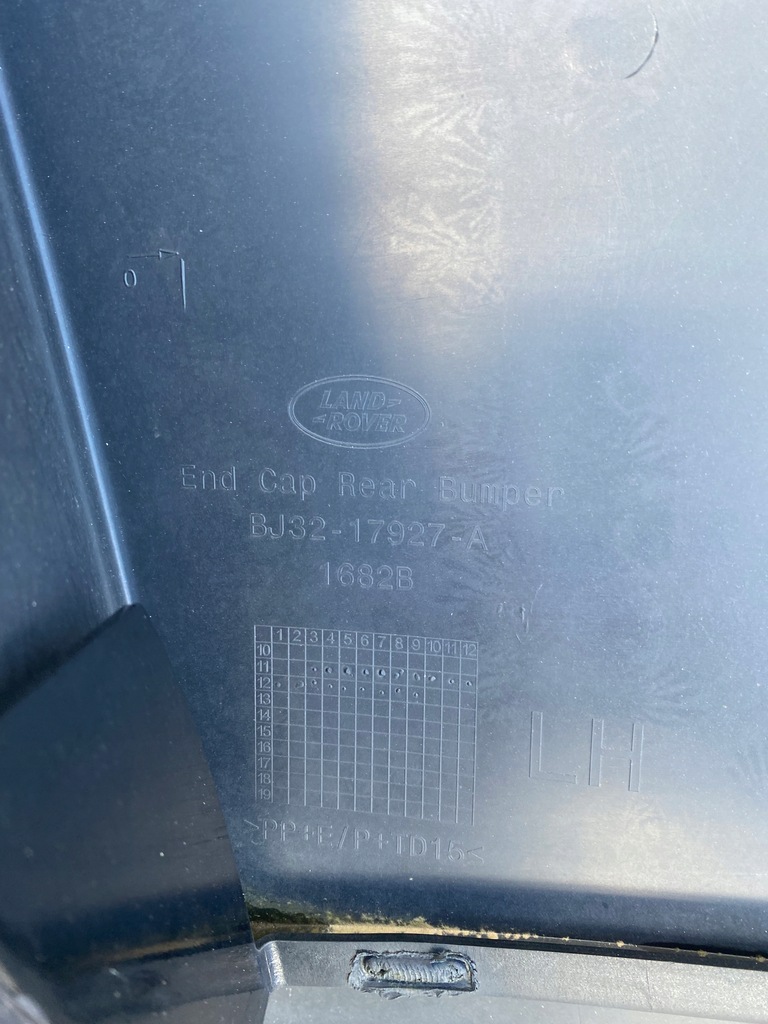 0
LAND-
-ROVER
End Cap Rear Bumper
BJ32-17927-A
1682B
1 2 3 4 5 6 7 8 9 10 11 12
10
11
12
13
14
15
16
17
18
19
LH
>PP+E/P+TD15<